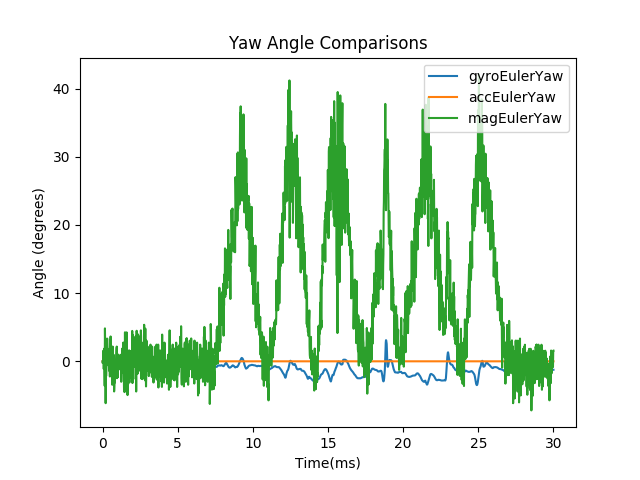 Yaw Angle Comparisons
gyroEulerYaw
accEulerYaw
magEulerYaw
Angle (degrees)
40
30
20
10
0
0 5 10 15 20 25 30
Time(ms)